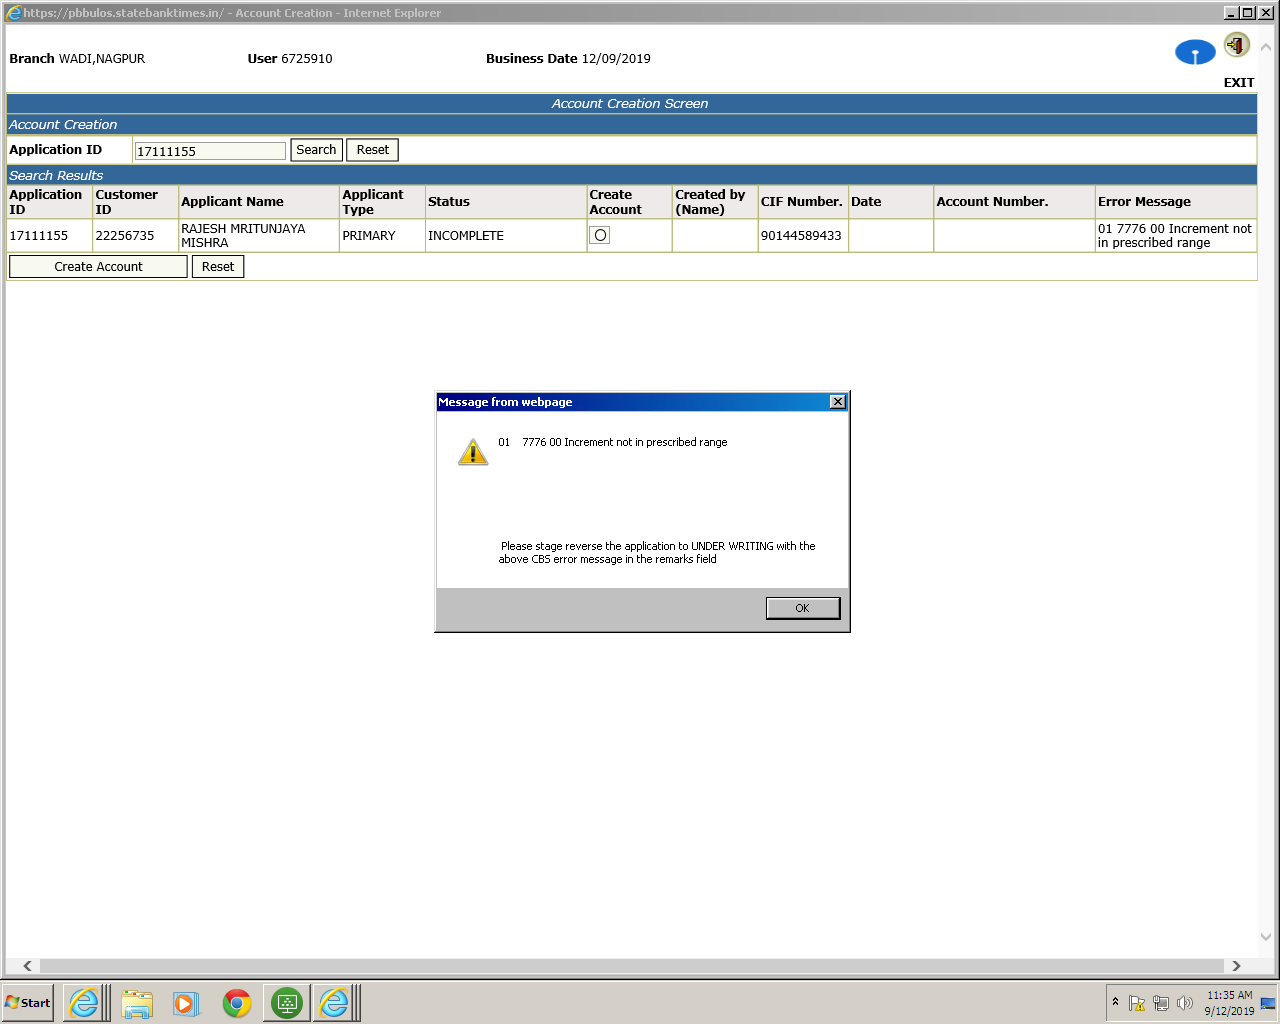 https://pbbulos.statebanktimes.in/ - Account Creation - Internet Explorer
Branch WADI,NAGPUR User 6725910 Business Date 12/09/2019
EXIT
Account Creation Screen
Account Creation
Application ID 17111155 Search Reset
Search Results
Application ID Customer ID Applicant Name Applicant Type Status Create Account Created by (Name) CIF Number. Date Account Number. Error Message
17111155 22256735 RAJESH MRITUNJAYA MISHRA PRIMARY INCOMPLETE 90144589433 01 7776 00 Increment not in prescribed range
Create Account Reset
Message from webpage
01 7776 00 Increment not in prescribed range
Please stage reverse the application to UNDER WRITING with the
above CBS error message in the remarks field
OK
Start
11:35 AM
9/12/2019